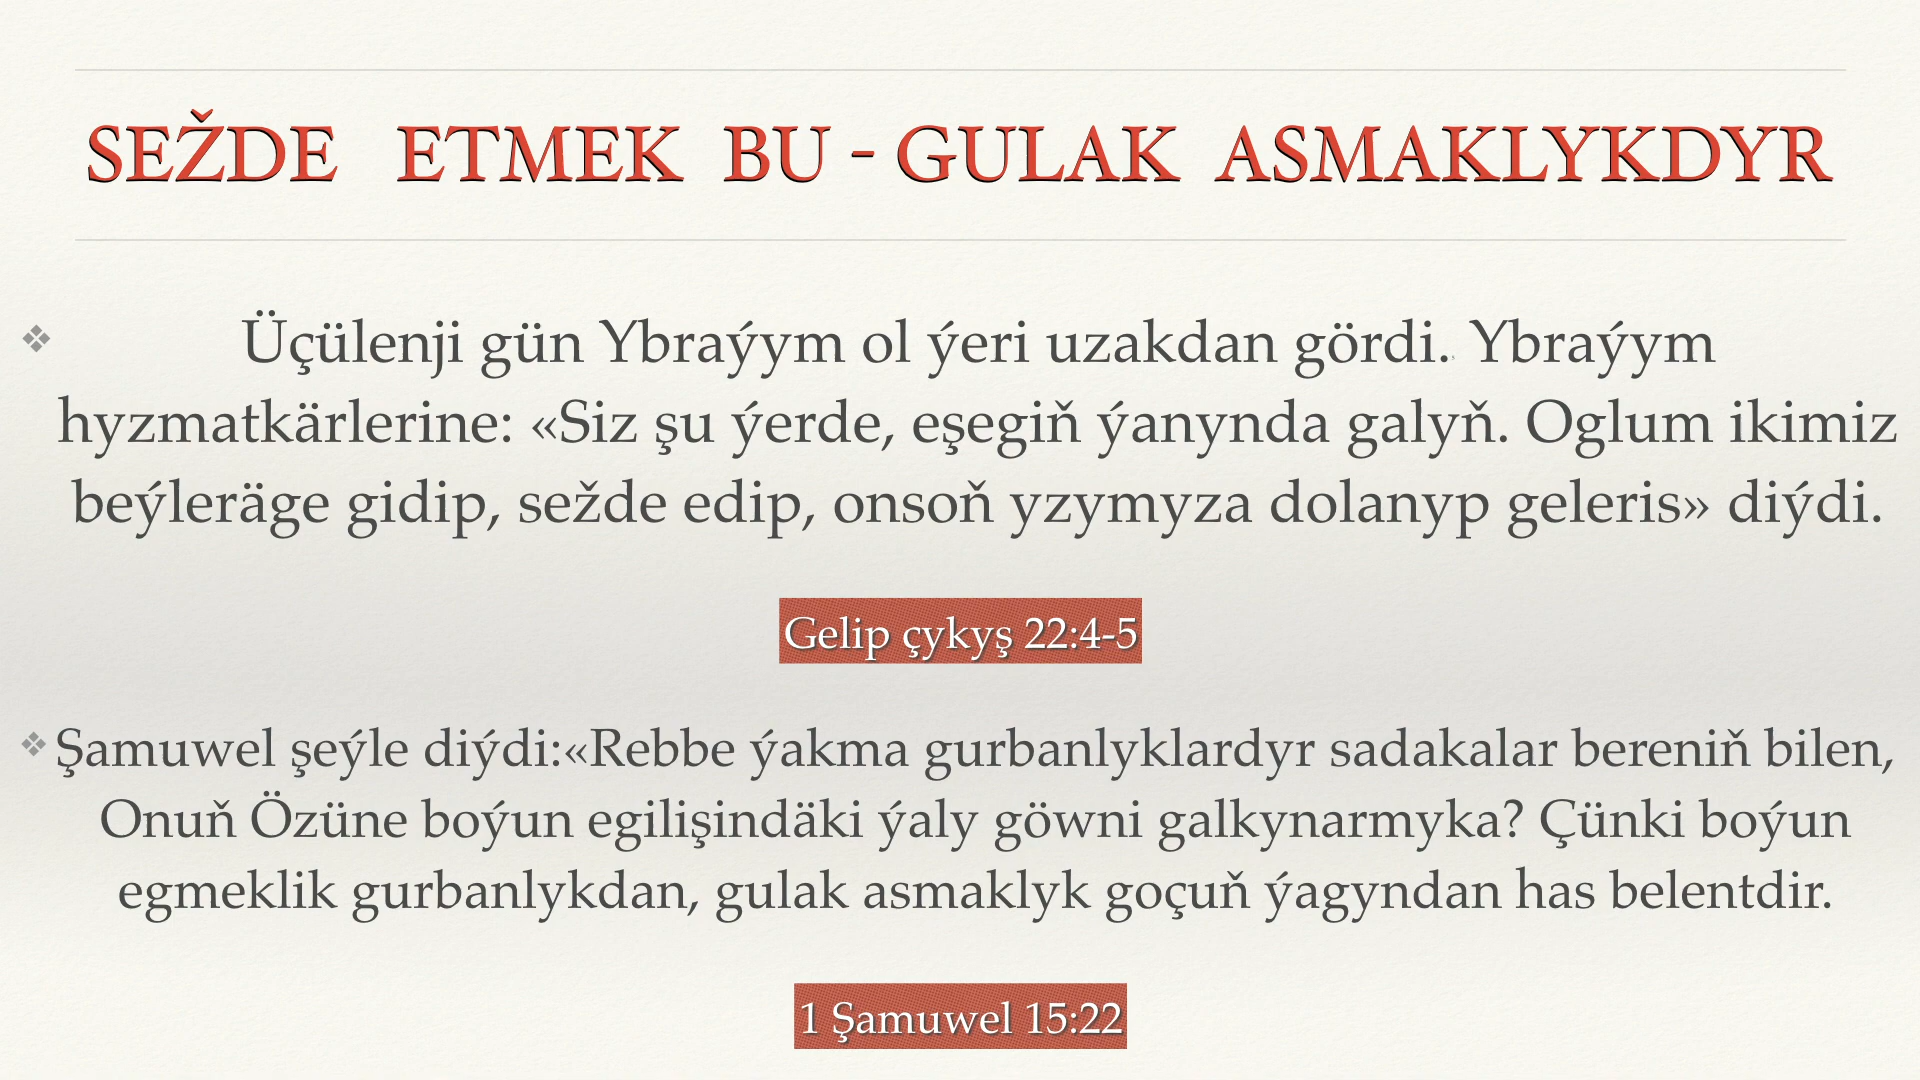 SEŽDE ETMEK BU - GULAK ASMAKLYKDYR
❖ Üçülenji gün Ybraýym ol ýeri uzakdan gördi. Ybraýym
hyzmatkärlerine: «Siz şu ýerde, eşegiň ýanynda galyň. Oglum ikimiz
beýleräge gidip, sežde edip, onsoň yzymyza dolanyp geleris» diýdi.
Gelip çykyş 22:4-5
❖ Şamuwel şeýle diýdi:«Rebbe ýakma gurbanlyklardyr sadakalar bereniň bilen,
Onuň Özüne boýun egilişindäki ýaly göwni galkynarmyka? Çünki boýun
egmeklik gurbanlykdan, gulak asmaklyk goçuň ýagyndan has belentdir.
1 Şamuwel 15:22